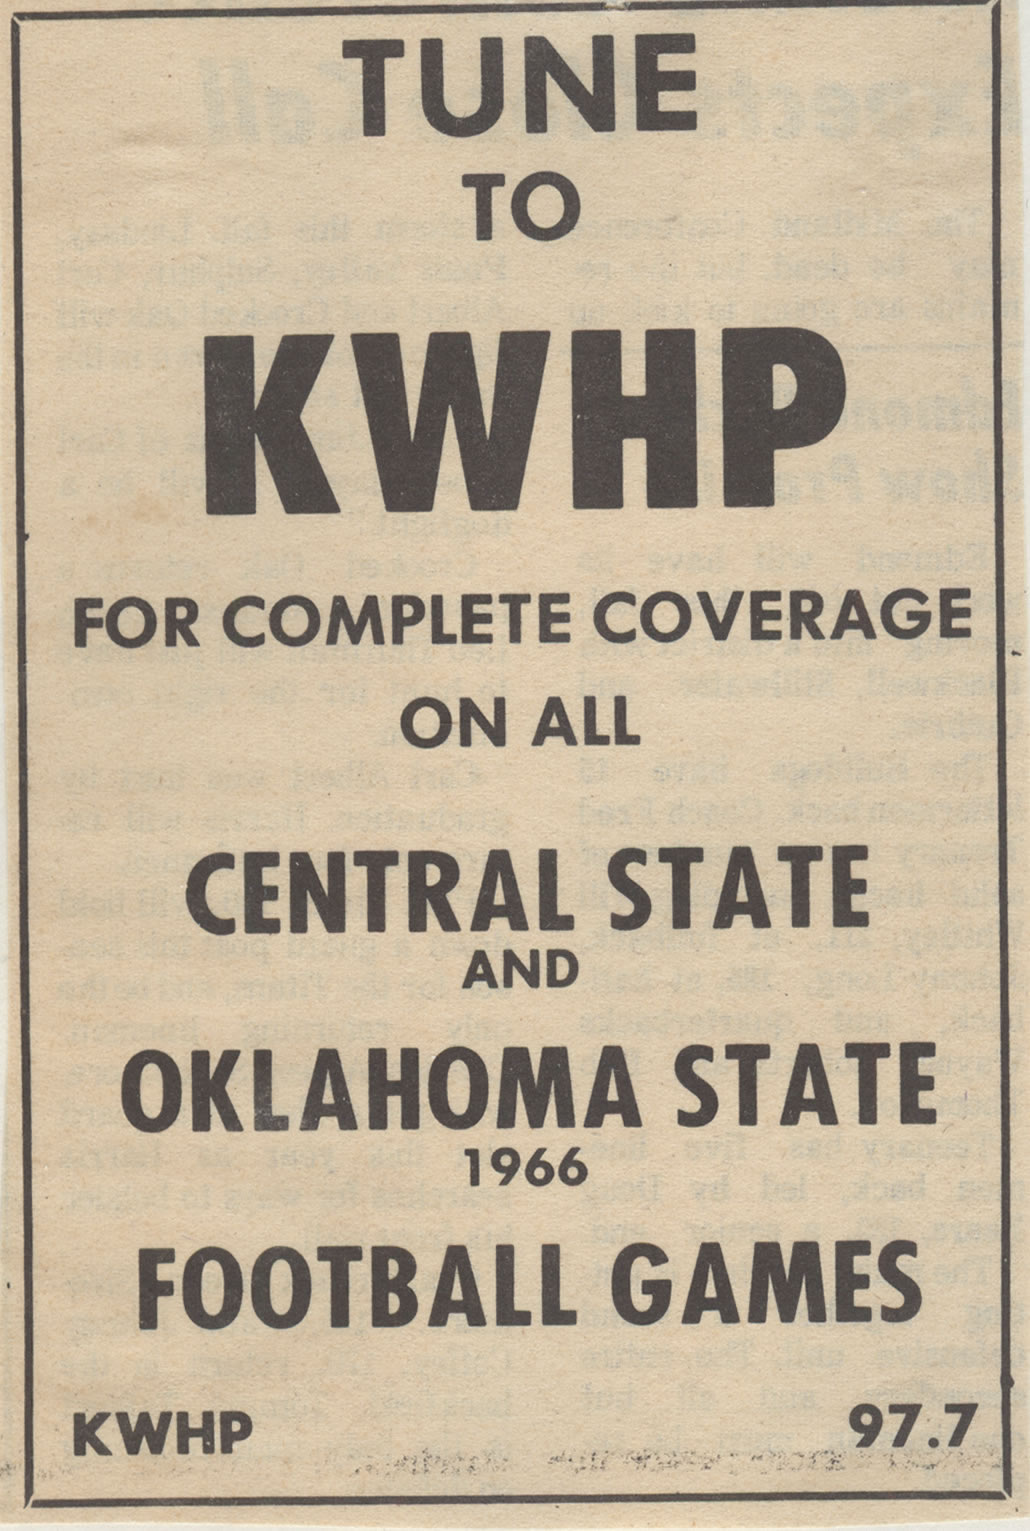 TUNE
TO
KWHP
FOR COMPLETE COVERAGE
ON ALL
CENTRAL STATE
AND
OKLAHOMA STATE
1966
FOOTBALL GAMES
KWHP 97.7